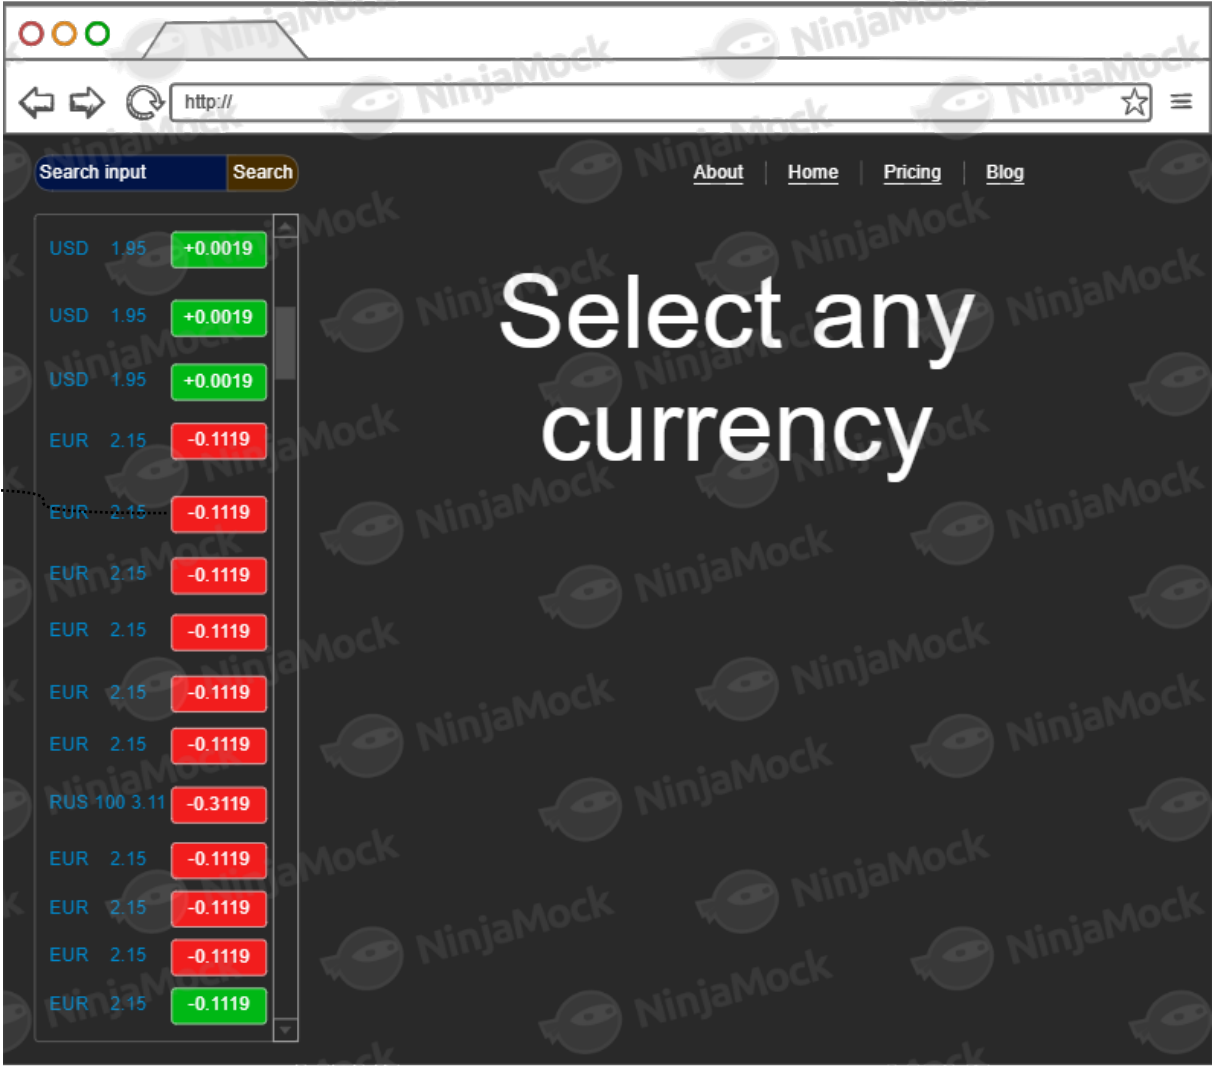 http://
Search input Search
About Home Pricing Blog
USD 1.95 +0.0019
USD 1.95 +0.0019
USD 1.95 +0.0019
EUR 2.15 -0.1119
EUR 2.15 -0.1119
EUR 2.15 -0.1119
EUR 2.15 -0.1119
EUR 2.15 -0.1119
EUR 2.15 -0.1119
RUS 100 3.11 -0.3119
EUR 2.15 -0.1119
EUR 2.15 -0.1119
EUR 2.15 -0.1119
EUR 2.15 -0.1119
Select any
currency
NinjaMock